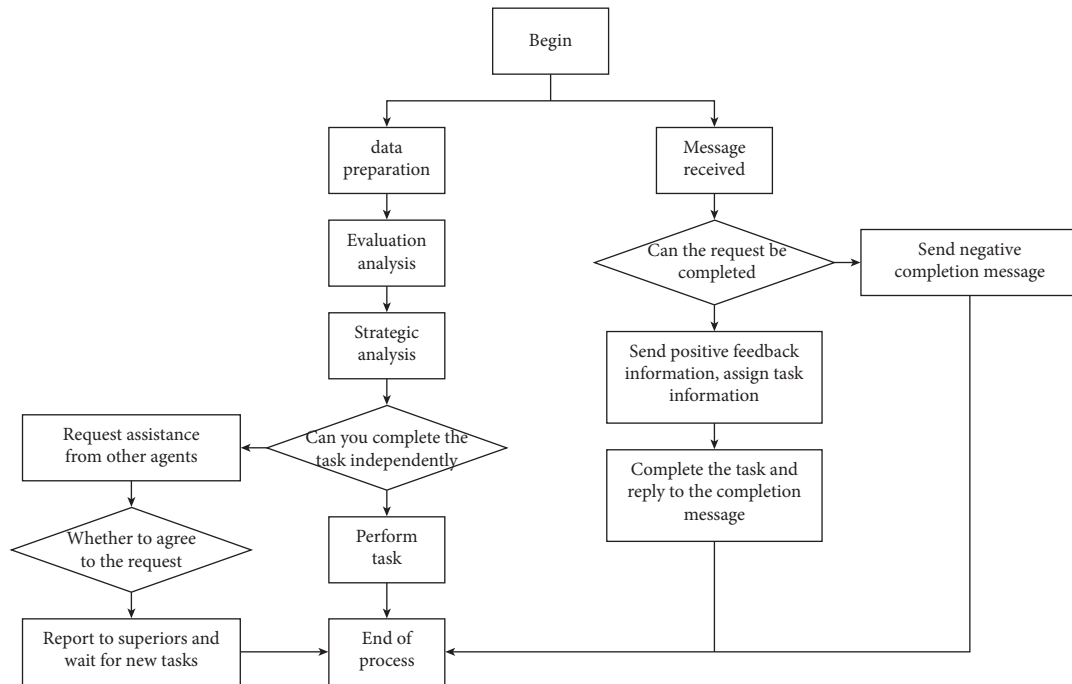 Begin
data
preparation
Message
received
Evaluation
analysis
Can the request be
completed
Send negative
completion message
Strategic
analysis
Send positive feedback
information, assign task
information
Request assistance
from other agents
Can you complete the
task independently
Complete the task and
reply to the completion
message
Whether to agree
to the request
Perform
task
Report to superiors and
wait for new tasks
End of
process